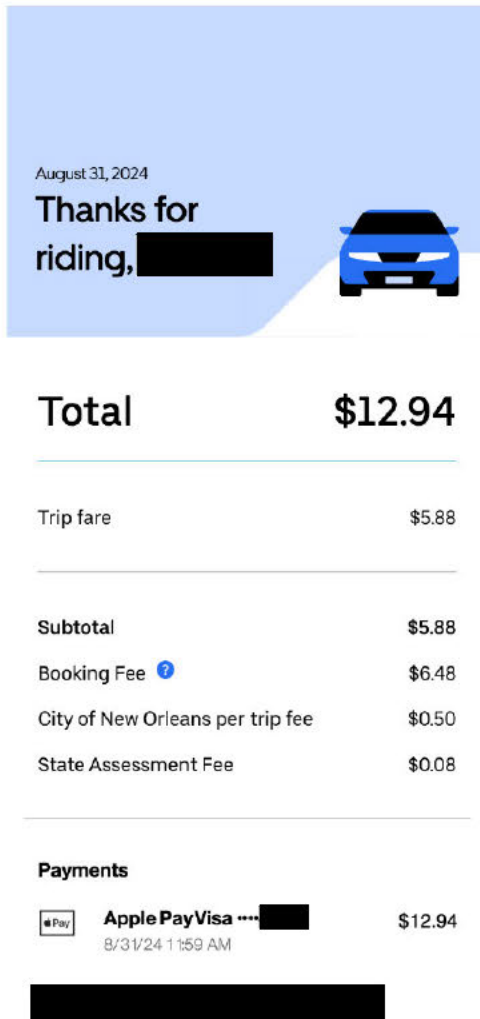 August 31, 2024
Thanks for
riding,
Total $12.94
Trip fare $5.88
Subtotal $5.88
Booking Fee ? $6.48
City of New Orleans per trip fee $0.50
State Assessment Fee $0.08
Payments
Pay Apple Pay Visa •••• $12.94
8/31/24 11:59 AM